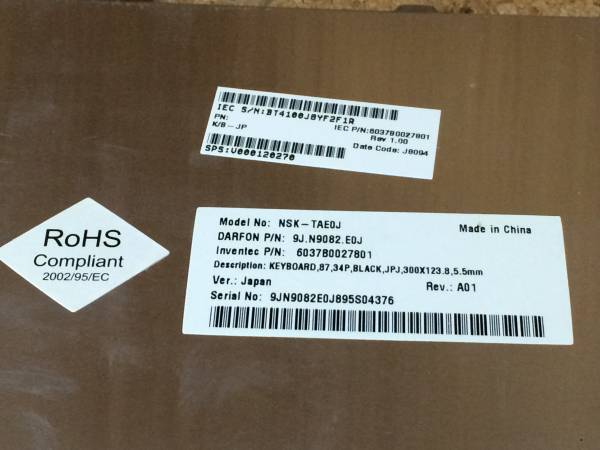 IEC S/N:BT4100J8YF2F1R
PN:
IEC P/N:6037B0027801
K/B-JP
Rev 1.00
Date Code: J8094
SPS:V000120270
RoHS
Compliant
2002/95/EC
Model No: NSK-TAE0J
Made in China
DARFON P/N: 9J.N9082.E0J
Inventec P/N: 6037B0027801
Description: KEYBOARD,87,34P,BLACK,JPJ,300X123.8,5.5mm
Ver.: Japan
Rev.: A01
Serial No: 9JN9082E0J895S04376